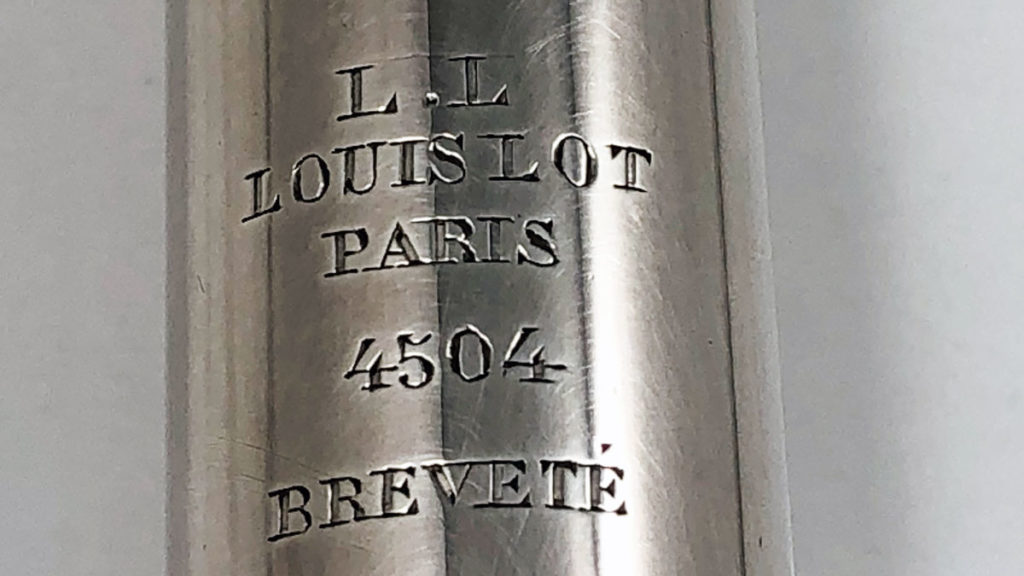 L.L
LOUIS LOT
PARIS
4504
BREVETÉ